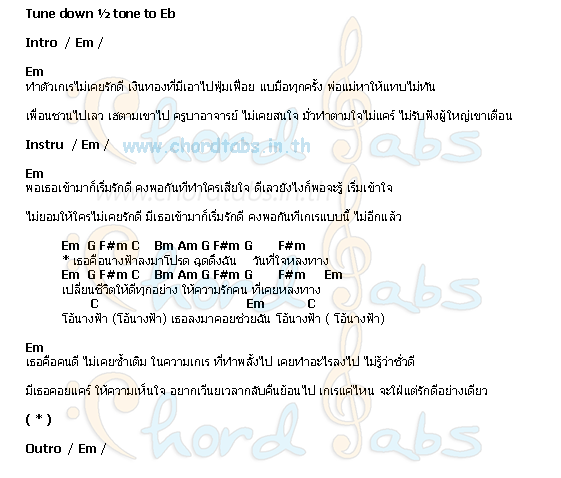 Tune down ½ tone to Eb
Intro / Em /
Em
ทำตัวเกเรไม่เคยรักดี เงินทองที่มีเอาไปฟุ่มเฟือย แบมือทุกครั้ง พ่อแม่หาให้แทบไม่ทัน
เพื่อนชวนไปเลว เฮตามเขาไป ครูบาอาจารย์ ไม่เคยสนใจ มั่วทำตามใจไม่แคร์ ไม่รับฟังผู้ใหญ่เขาเตือน
Instru / Em /
www.chordtabs.in.th
Em
พอเธอเข้ามาก็เริ่มรักดี คงพอกันทีทำใครเสียใจ ดีเลวยังไงก็พอจะรู้ เริ่มเข้าใจ
ไม่ยอมให้ใครไม่เคยรักดี มีเธอเข้ามาก็เริ่มรักดี คงพอกันทีเกเรแบบนี้ ไม่อีกแล้ว
Em G F#m C Bm Am G F#m G F#m
* เธอคือนางฟ้าลงมาโปรด ฉุดดึงฉัน วันที่ใจหลงทาง
Em G F#m C Bm Am G F#m G F#m Em
เปลี่ยนชีวิตให้ดีทุกอย่าง ให้ความรักคน ที่เคยหลงทาง
C Em C
โอ้นางฟ้า (โอ้นางฟ้า) เธอลงมาคอยช่วยฉัน โอ้นางฟ้า ( โอ้นางฟ้า)
Em
เธอคือคนดี ไม่เคยซ้ำเติม ในความเกเร ที่ทำพลั้งไป เคยทำอะไรลงไป ไม่รู้ว่าชั่วดี
มีเธอคอยแคร์ ให้ความเห็นใจ อยากเวียนเวลากลับคืนย้อนไป เกเรแค่ไหน จะใฝ่แต่รักดีอย่างเดียว
( * )
Outro / Em /